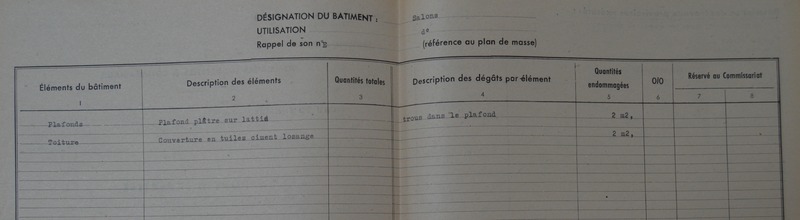 DÉSIGNATION DU BATIMENT : Salons
UTILISATION d°
Rappel de son n° (référence au plan de masse)
Éléments du bâtiment Description des éléments Quantités totales Description des dégâts par élément Quantités endommagées O/O Réservé au Commissariat
1 2 3 4 5 6 7 8
Plafonds Plafond plâtre sur lattis trous dans le plafond 2 m2,
Toiture Couverture en tuiles ciment losange 2 m2,